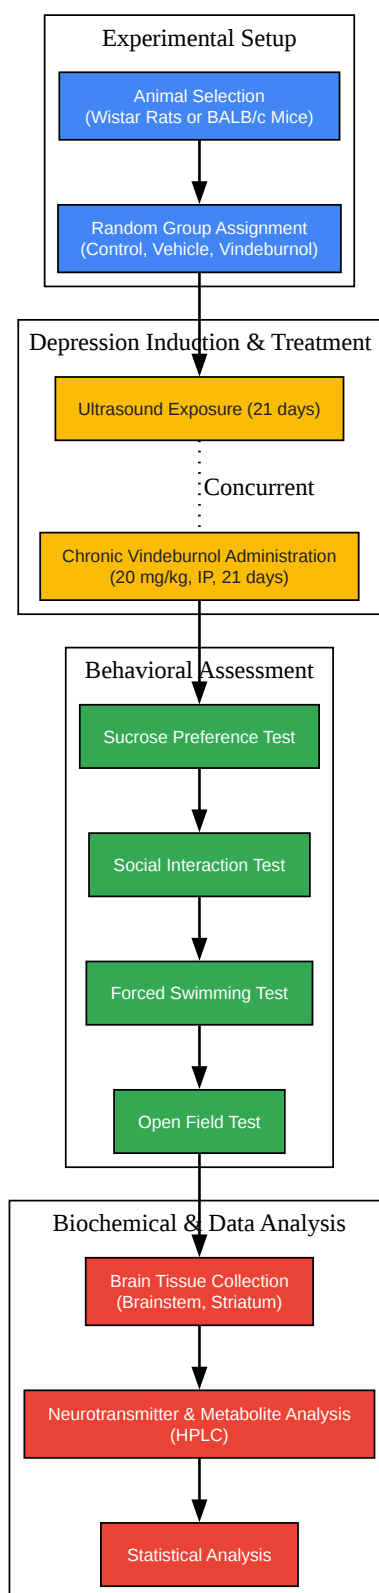 Experimental Setup
Animal Selection
(Wistar Rats or BALB/c Mice)
Random Group Assignment
(Control, Vehicle, Vindeburnol)
Depression Induction & Treatment
Ultrasound Exposure (21 days)
Concurrent
Chronic Vindeburnol Administration
(20 mg/kg, IP, 21 days)
Behavioral Assessment
Sucrose Preference Test
Social Interaction Test
Forced Swimming Test
Open Field Test
Biochemical & Data Analysis
Brain Tissue Collection
(Brainstem, Striatum)
Neurotransmitter & Metabolite Analysis
(HPLC)
Statistical Analysis